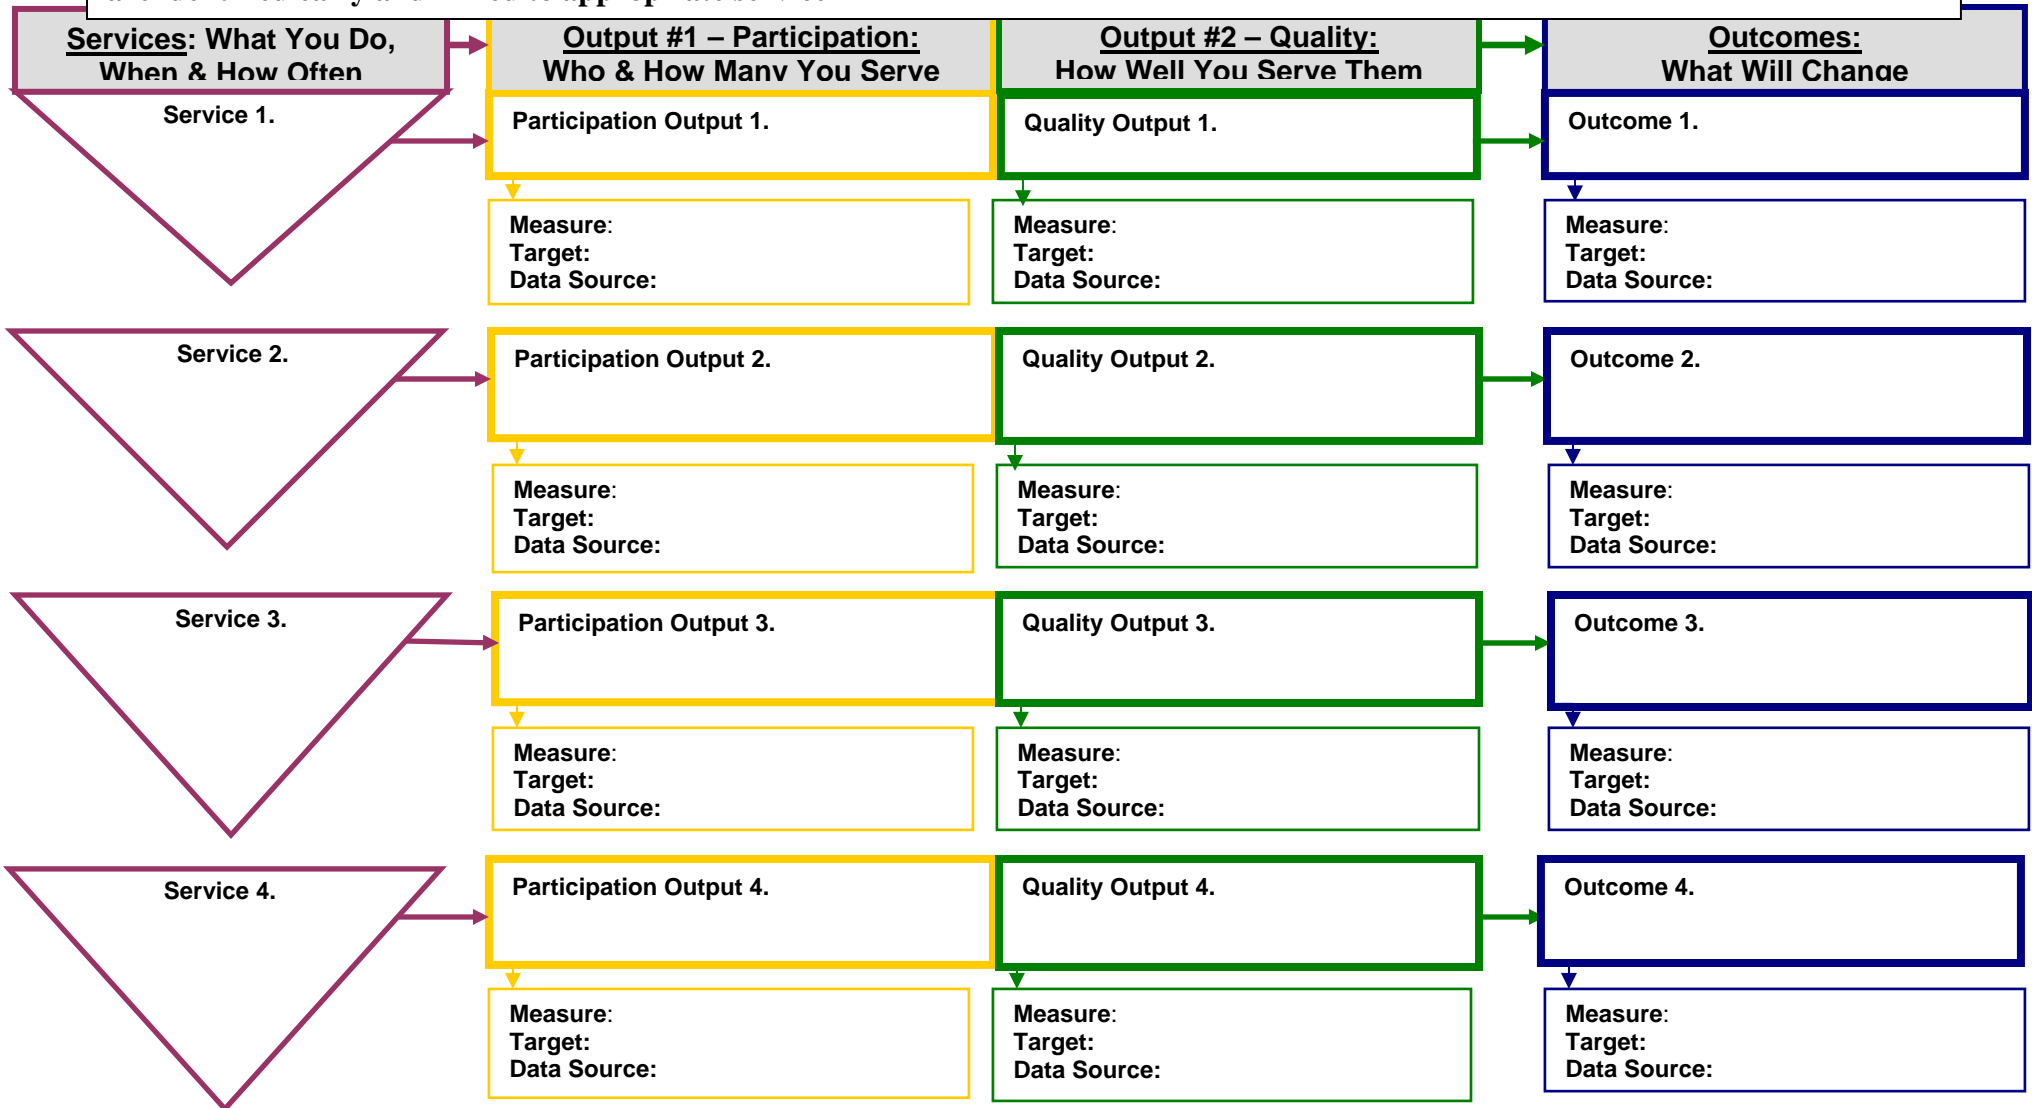 Services: What You Do,
When & How Often
Output #1 – Participation:
Who & How Many You Serve
Output #2 – Quality:
How Well You Serve Them
Outcomes:
What Will Change
Service 1.
Participation Output 1.
Quality Output 1.
Outcome 1.
Measure:
Target:
Data Source:
Measure:
Target:
Data Source:
Measure:
Target:
Data Source:
Service 2.
Participation Output 2.
Quality Output 2.
Outcome 2.
Measure:
Target:
Data Source:
Measure:
Target:
Data Source:
Measure:
Target:
Data Source:
Service 3.
Participation Output 3.
Quality Output 3.
Outcome 3.
Measure:
Target:
Data Source:
Measure:
Target:
Data Source:
Measure:
Target:
Data Source:
Service 4.
Participation Output 4.
Quality Output 4.
Outcome 4.
Measure:
Target:
Data Source:
Measure:
Target:
Data Source:
Measure:
Target:
Data Source: